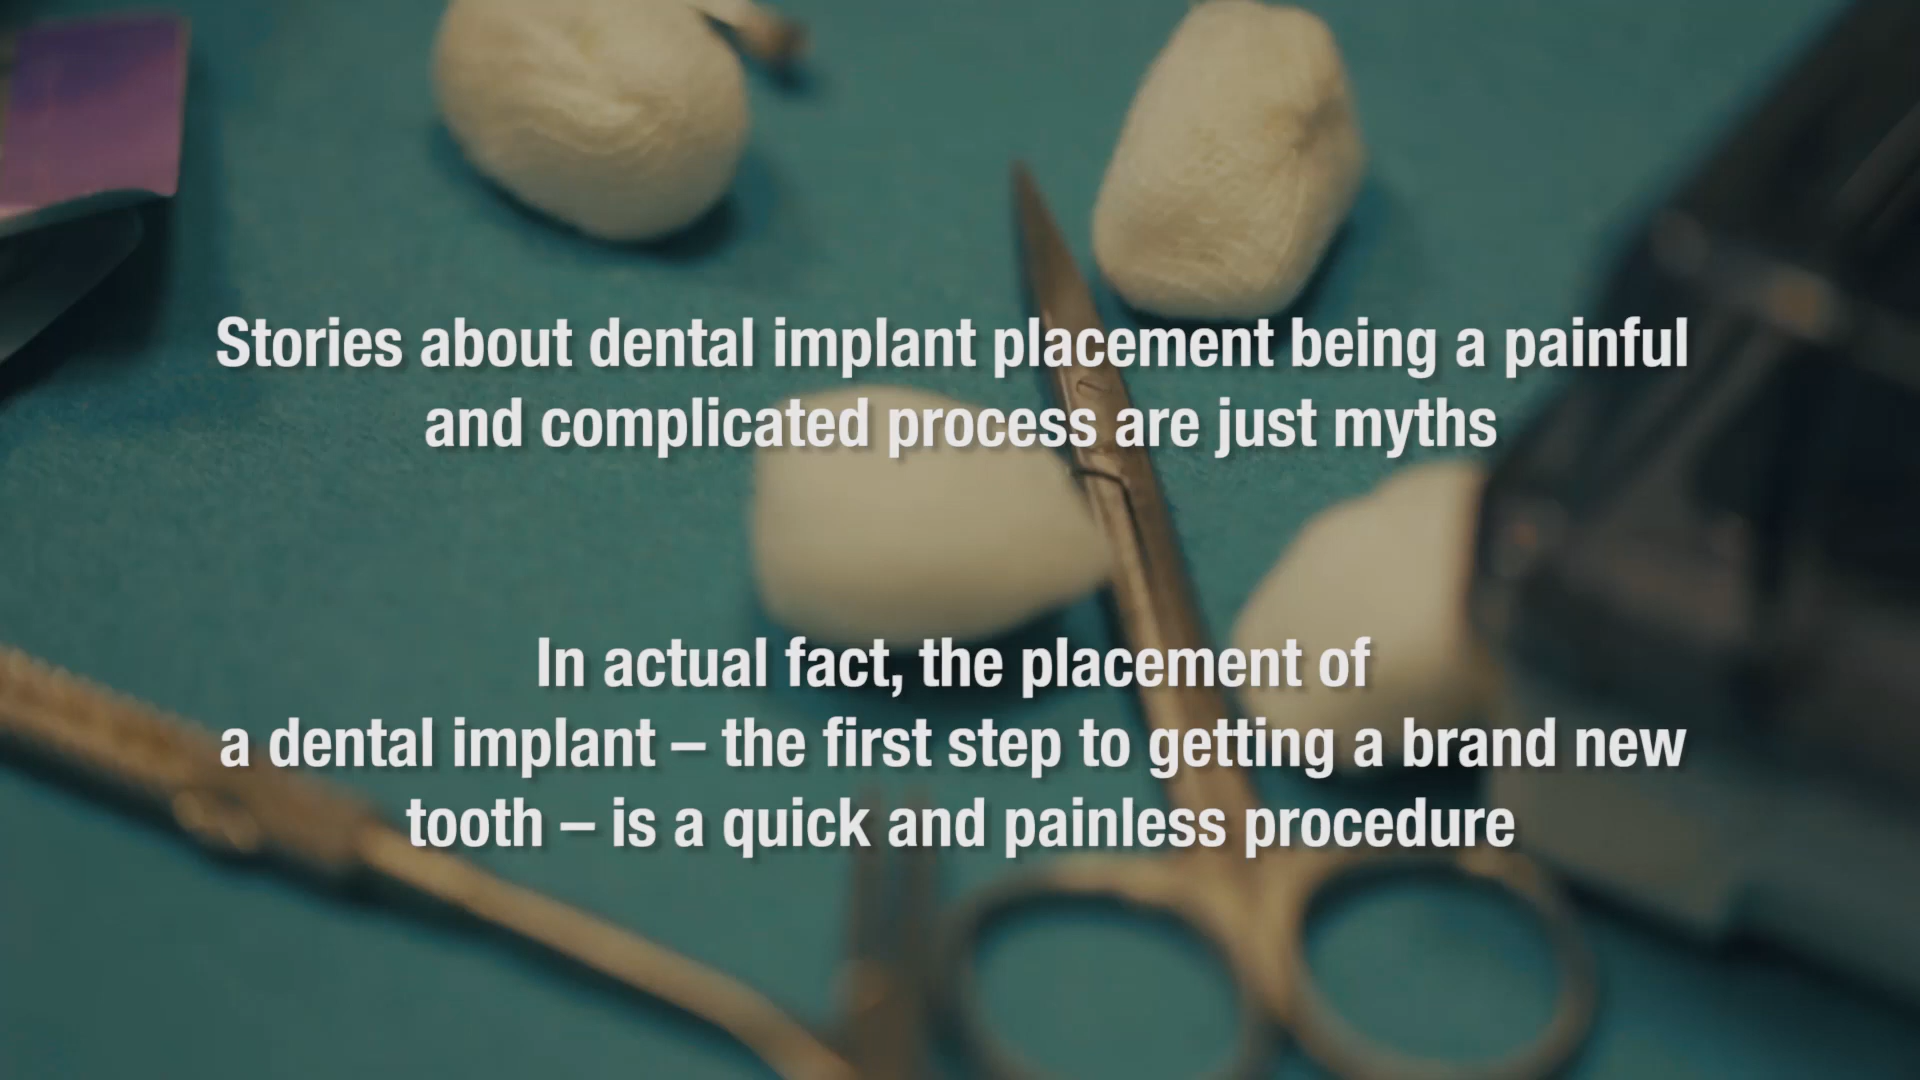 Stories about dental implant placement being a painful
and complicated process are just myths
In actual fact, the placement of
a dental implant – the first step to getting a brand new
tooth – is a quick and painless procedure